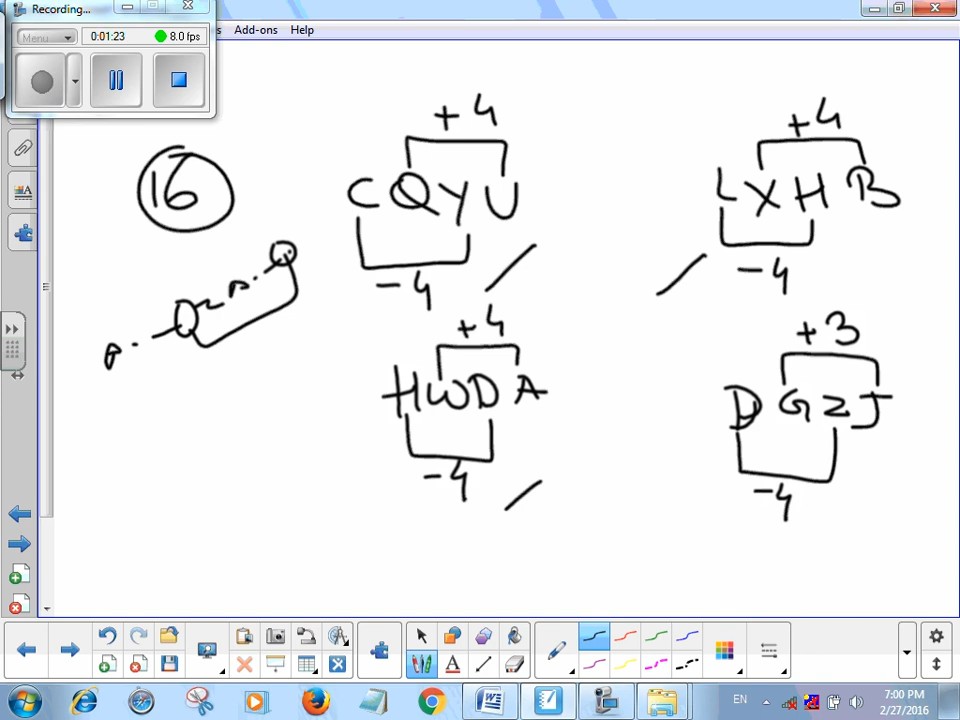 Recording...
Menu
0:01:23
8.0 fps
s Add-ons Help
+4
+4
16
CQYU
LXHB
-4
-4
+4
+3
HWDA
DGZJ
-4
-4
A
A
W
EN
7:00 PM
2/27/2016